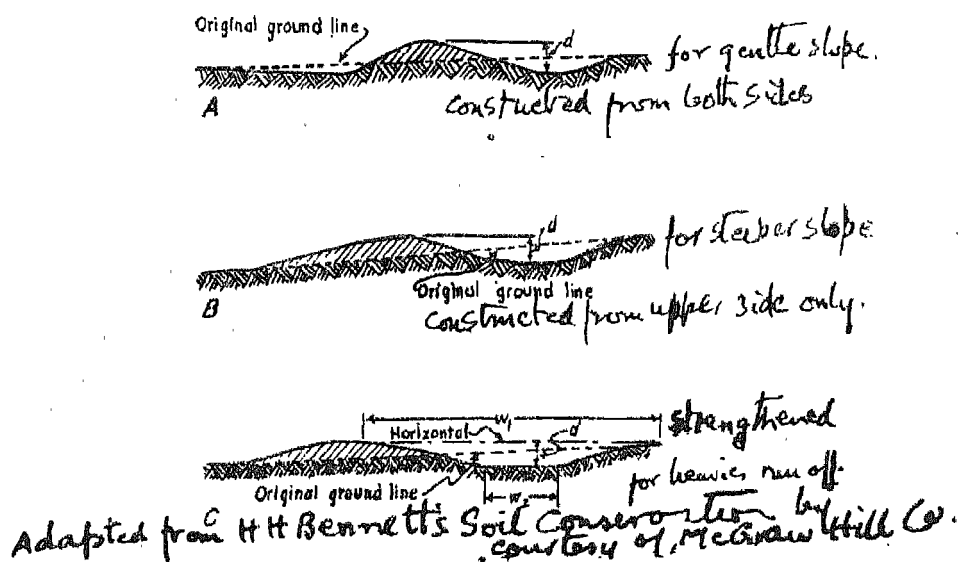 Original ground line
d
for gentle slope.
A
constucted from both sides
d
for steeper slope
Original ground line
B
constructed from upper side only.
W1
strengthened
Horizontal
d
for heavier run off.
Original ground line
W2
C
Adapted from H H Bennett's Soil Conservation by
courtesy of McGraw Hill Co.